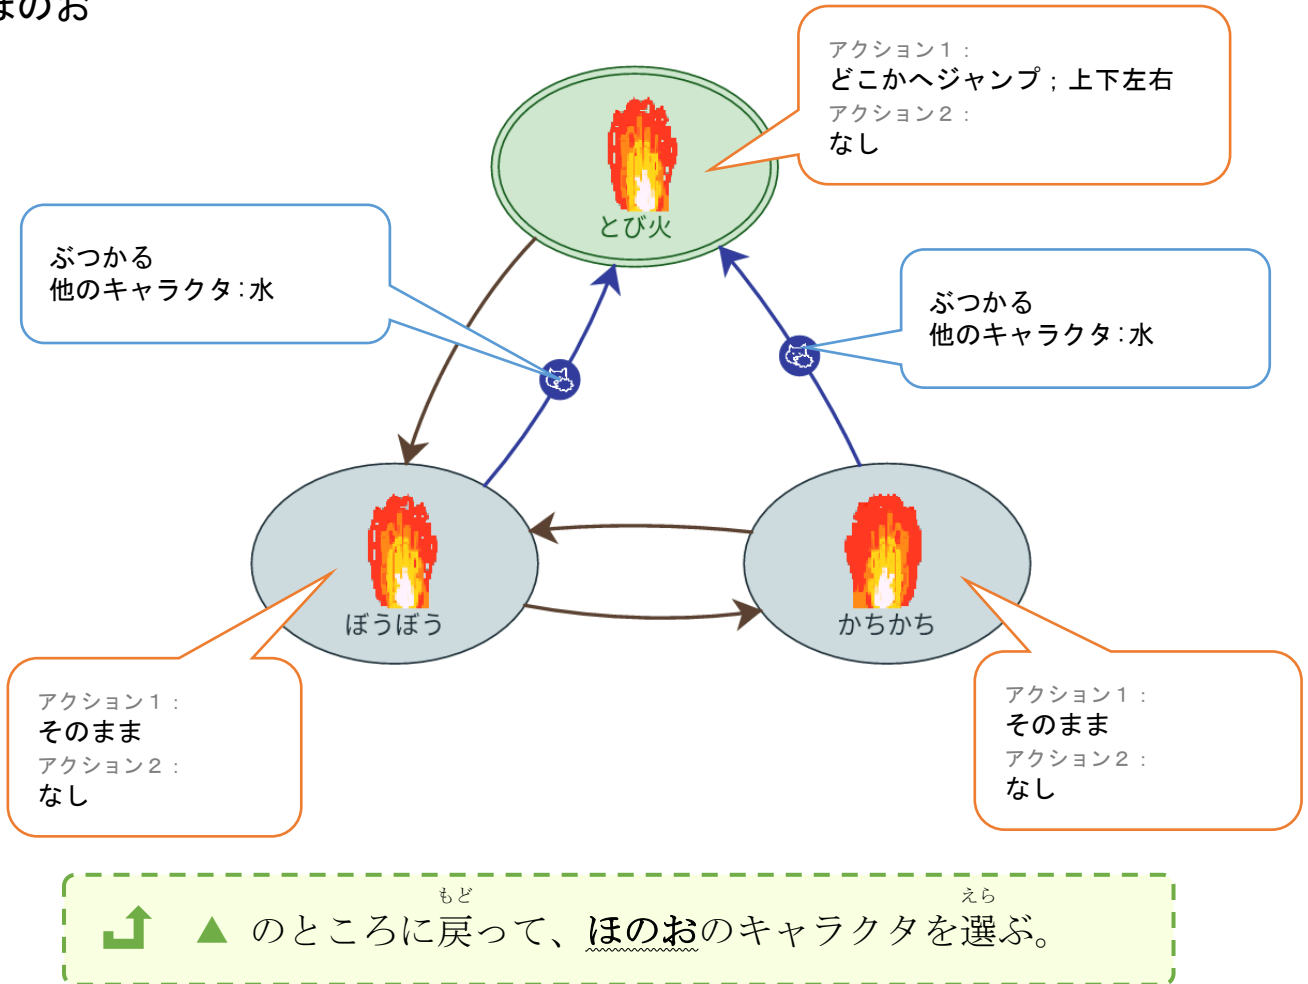 ほのお
アクション１：
どこかへジャンプ；上下左右
アクション２：
なし
とび火
ぶつかる
他のキャラクタ：水
ぶつかる
他のキャラクタ：水
ぼうぼう
かちかち
アクション１：
そのまま
アクション２：
なし
アクション１：
そのまま
アクション２：
なし
もど えら
▲ のところに戻って、ほのおのキャラクタを選ぶ。